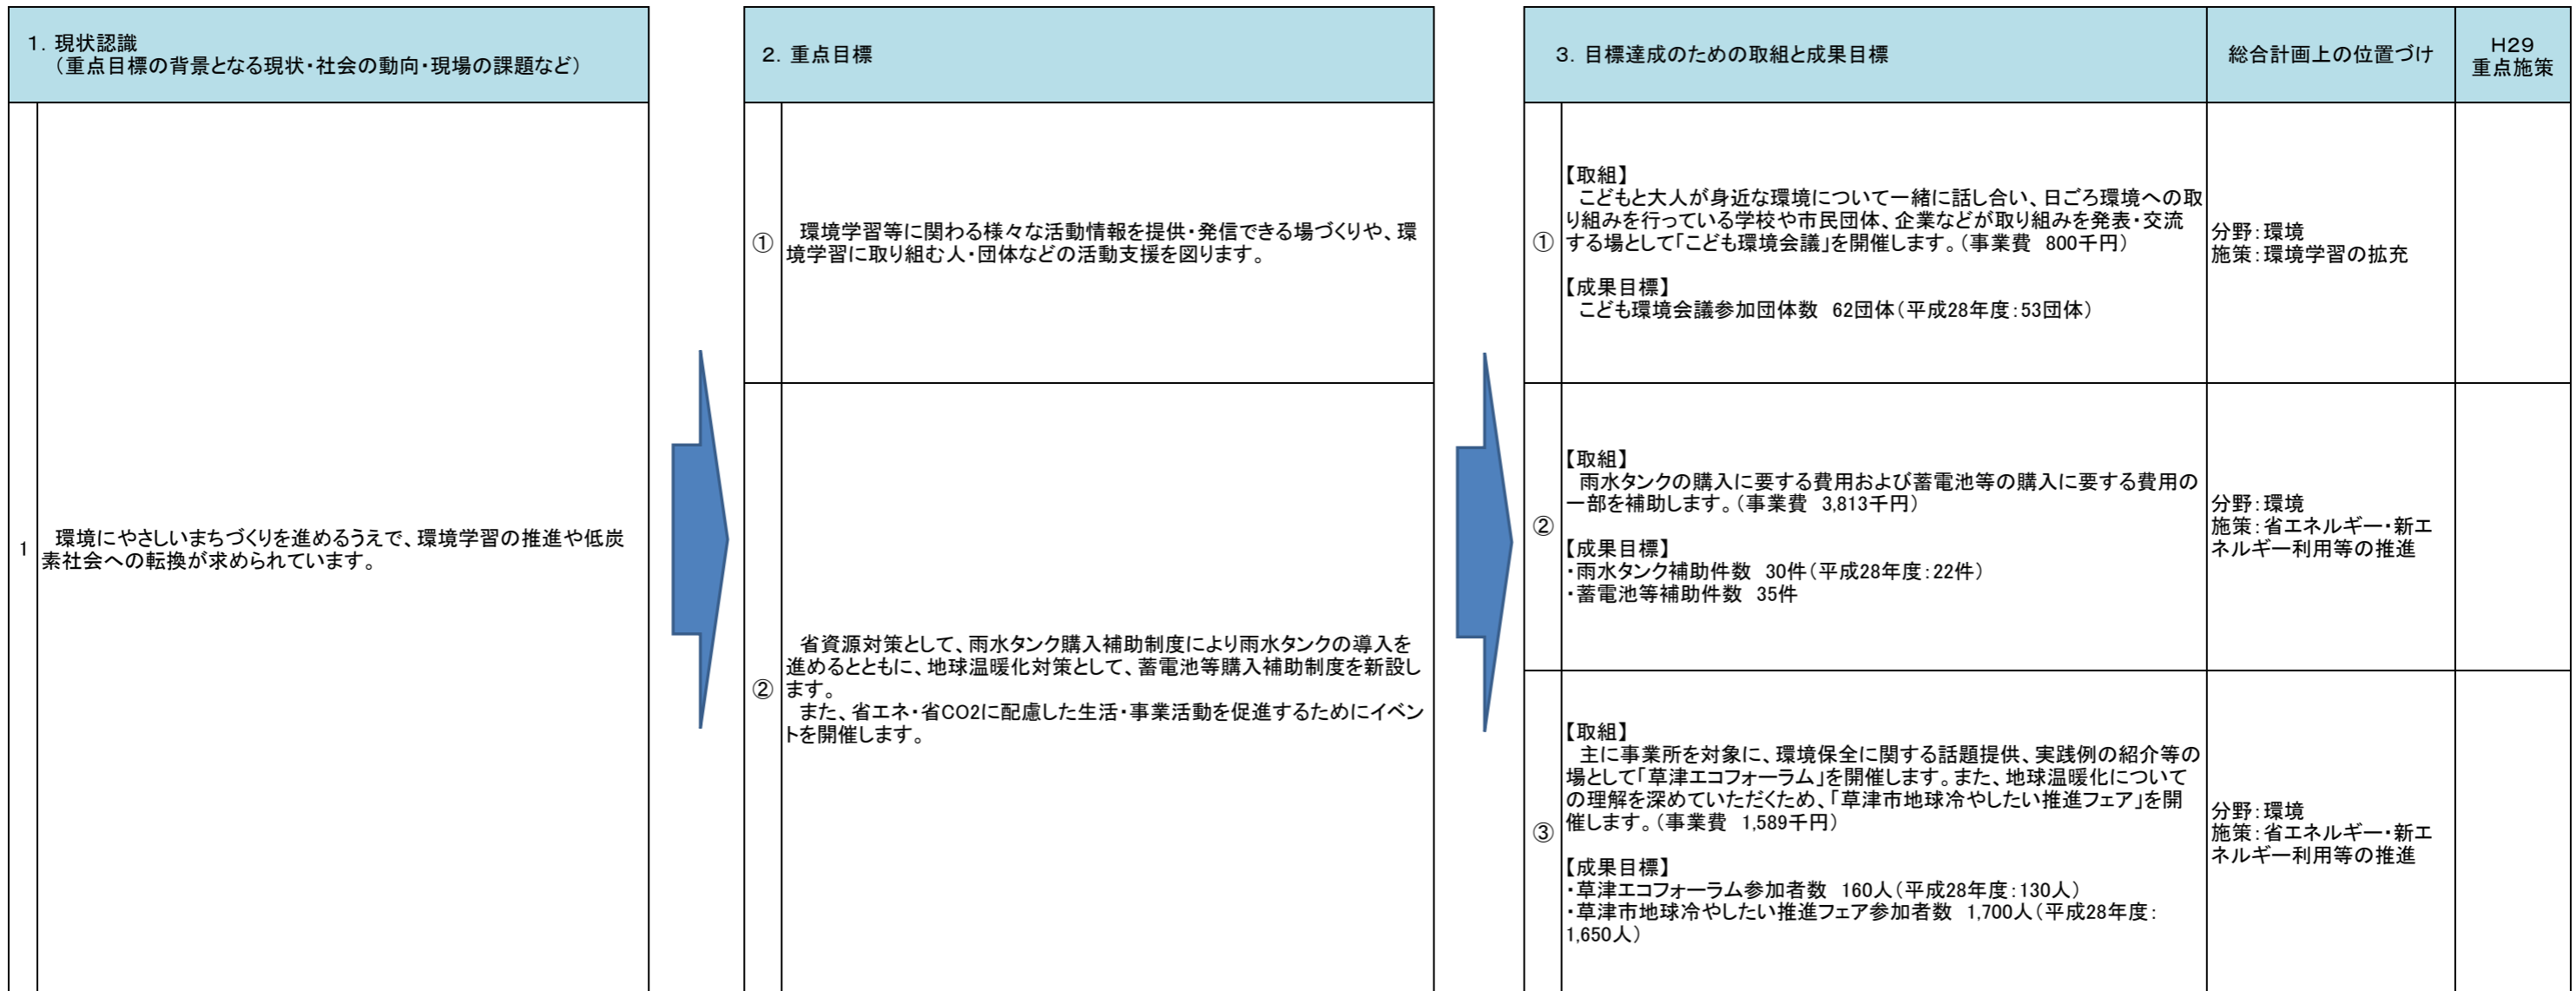 1. 現状認識
（重点目標の背景となる現状・社会の動向・現場の課題など）
1
環境にやさしいまちづくりを進めるうえで、環境学習の推進や低炭
素社会への転換が求められています。
2. 重点目標
①
環境学習等に関わる様々な活動情報を提供・発信できる場づくりや、環
境学習に取り組む人・団体などの活動支援を図ります。
②
省資源対策として、雨水タンク購入補助制度により雨水タンクの導入を
進めるとともに、地球温暖化対策として、蓄電池等購入補助制度を新設し
ます。
また、省エネ・省CO2に配慮した生活・事業活動を促進するためにイベン
トを開催します。
3. 目標達成のための取組と成果目標
総合計画上の位置づけ
H29
重点施策
①
【取組】
こどもと大人が身近な環境について一緒に話し合い、日ごろ環境への取
り組みを行っている学校や市民団体、企業などが取り組みを発表・交流
する場として「こども環境会議」を開催します。（事業費　800千円）
【成果目標】
こども環境会議参加団体数　62団体（平成28年度：53団体）
分野：環境
施策：環境学習の拡充
②
【取組】
雨水タンクの購入に要する費用および蓄電池等の購入に要する費用の
一部を補助します。（事業費　3,813千円）
【成果目標】
・雨水タンク補助件数　30件（平成28年度：22件）
・蓄電池等補助件数　35件
分野：環境
施策：省エネルギー・新エ
ネルギー利用等の推進
③
【取組】
主に事業所を対象に、環境保全に関する話題提供、実践例の紹介等の
場として「草津エコフォーラム」を開催します。また、地球温暖化について
の理解を深めていただくため、「草津市地球冷やしたい推進フェア」を開
催します。（事業費　1,589千円）
【成果目標】
・草津エコフォーラム参加者数　160人（平成28年度：130人）
・草津市地球冷やしたい推進フェア参加者数　1,700人（平成28年度：
1,650人）
分野：環境
施策：省エネルギー・新エ
ネルギー利用等の推進